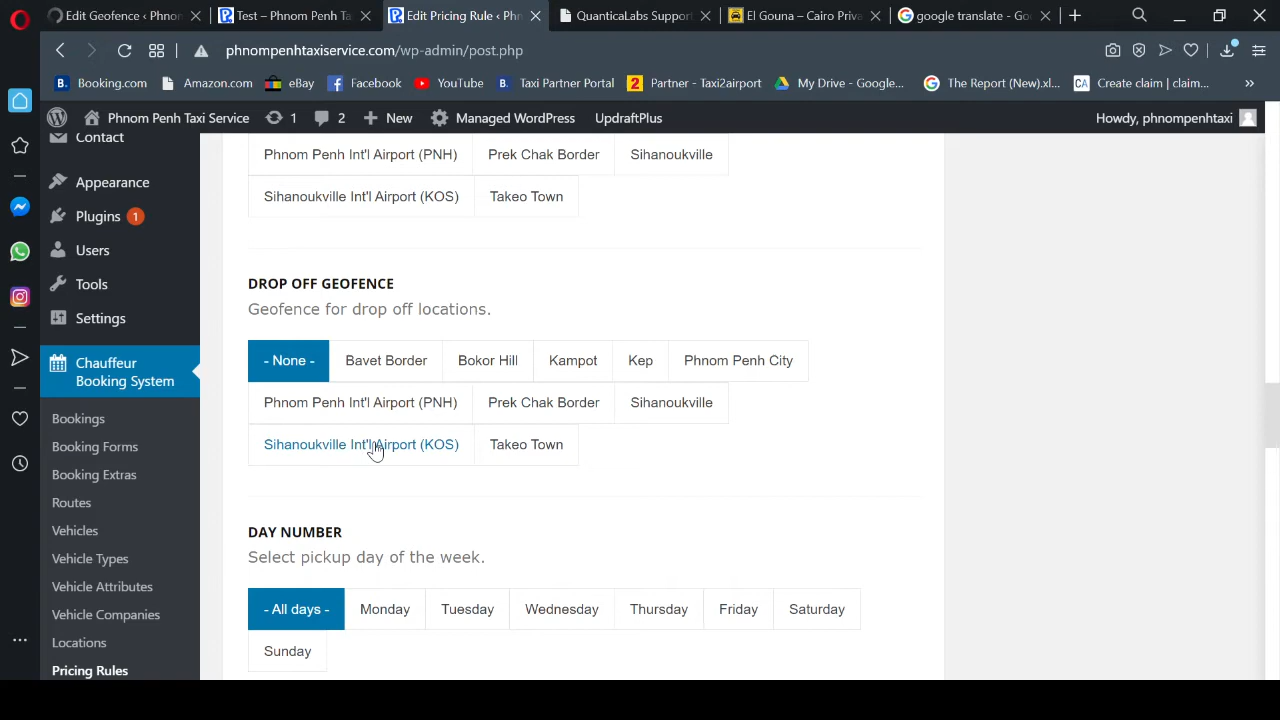 Edit Geofence ‹ Phnom
Test – Phnom Penh Ta
Edit Pricing Rule ‹ Ph
QuanticaLabs Support
El Gouna – Cairo Priva
google translate - Go
phnompenhtaxiservice.com/wp-admin/post.php
Booking.com
Amazon.com
eBay
Facebook
YouTube
Taxi Partner Portal
Partner - Taxi2airport
My Drive - Google...
The Report (New).xl...
Create claim | claim...
Phnom Penh Taxi Service
1
2
New
Managed WordPress
UpdraftPlus
Howdy, phnompenhtaxi
Contact
Appearance
Plugins 1
Users
Tools
Settings
Chauffeur
Booking System
Bookings
Booking Forms
Booking Extras
Routes
Vehicles
Vehicle Types
Vehicle Attributes
Vehicle Companies
Locations
Pricing Rules
Phnom Penh Int'l Airport (PNH) Prek Chak Border Sihanoukville
Sihanoukville Int'l Airport (KOS) Takeo Town
DROP OFF GEOFENCE
Geofence for drop off locations.
- None - Bavet Border Bokor Hill Kampot Kep Phnom Penh City
Phnom Penh Int'l Airport (PNH) Prek Chak Border Sihanoukville
Sihanoukville Int'l Airport (KOS) Takeo Town
DAY NUMBER
Select pickup day of the week.
- All days - Monday Tuesday Wednesday Thursday Friday Saturday
Sunday